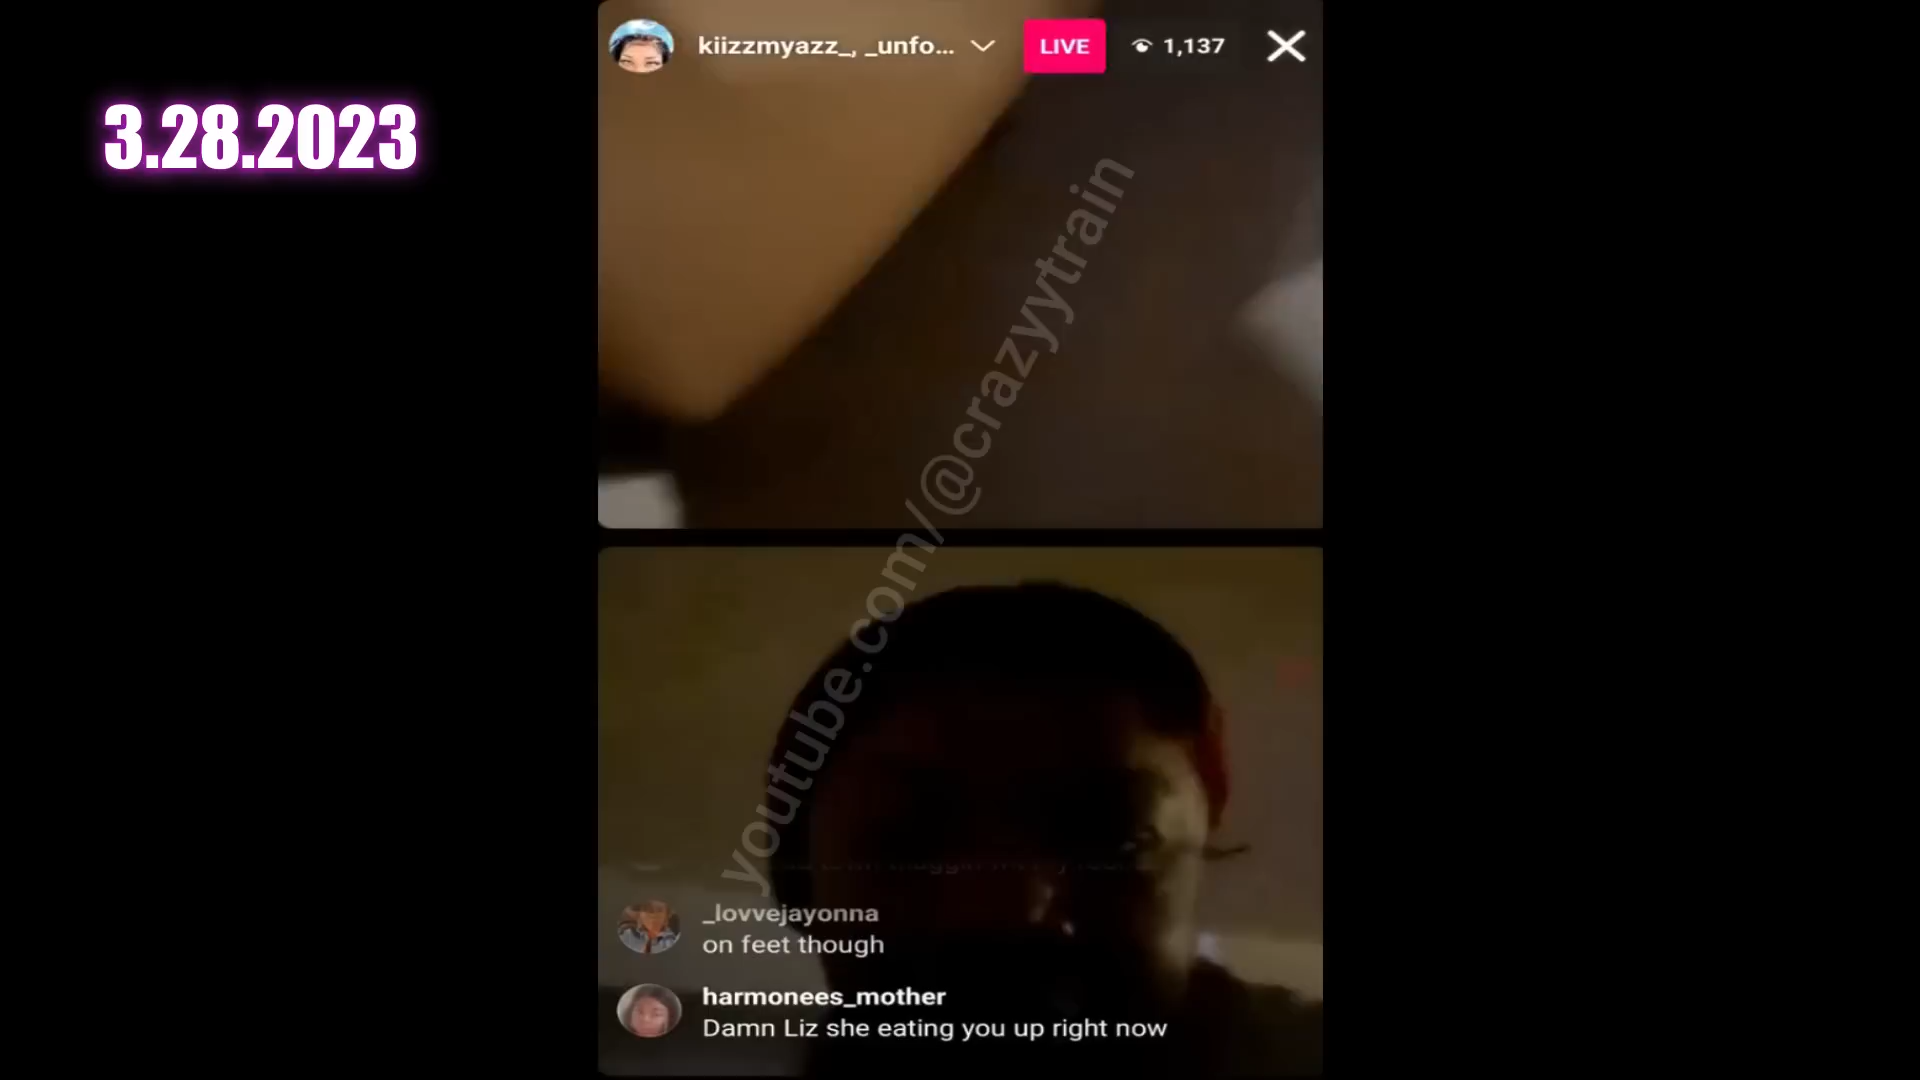 kiizzmyazz_, _unfo...
LIVE
1,137
3.28.2023
youtube.com/@crazyytrain
_lovvejayonna
on feet though
harmonees_mother
Damn Liz she eating you up right now